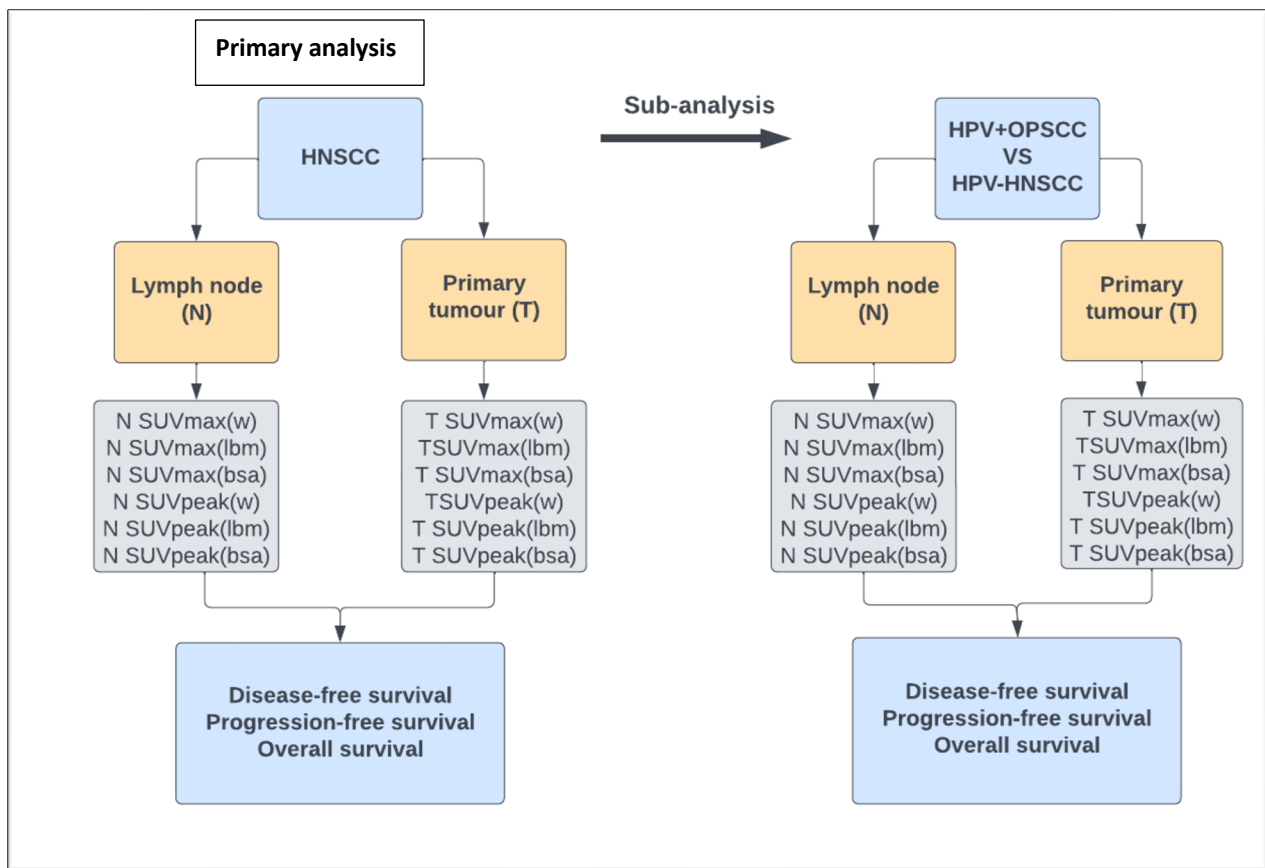 Primary analysis
HNSCC
Lymph node
(N)
Primary
tumour (T)
N SUVmax(w)
N SUVmax(lbm)
N SUVmax(bsa)
N SUVpeak(w)
N SUVpeak(lbm)
N SUVpeak(bsa)
T SUVmax(w)
TSUVmax(lbm)
T SUVmax(bsa)
TSUVpeak(w)
T SUVpeak(lbm)
T SUVpeak(bsa)
Disease-free survival
Progression-free survival
Overall survival
Sub-analysis
HPV+OPSCC
VS
HPV-HNSCC
Lymph node
(N)
Primary
tumour (T)
N SUVmax(w)
N SUVmax(lbm)
N SUVmax(bsa)
N SUVpeak(w)
N SUVpeak(lbm)
N SUVpeak(bsa)
T SUVmax(w)
TSUVmax(lbm)
T SUVmax(bsa)
TSUVpeak(w)
T SUVpeak(lbm)
T SUVpeak(bsa)
Disease-free survival
Progression-free survival
Overall survival